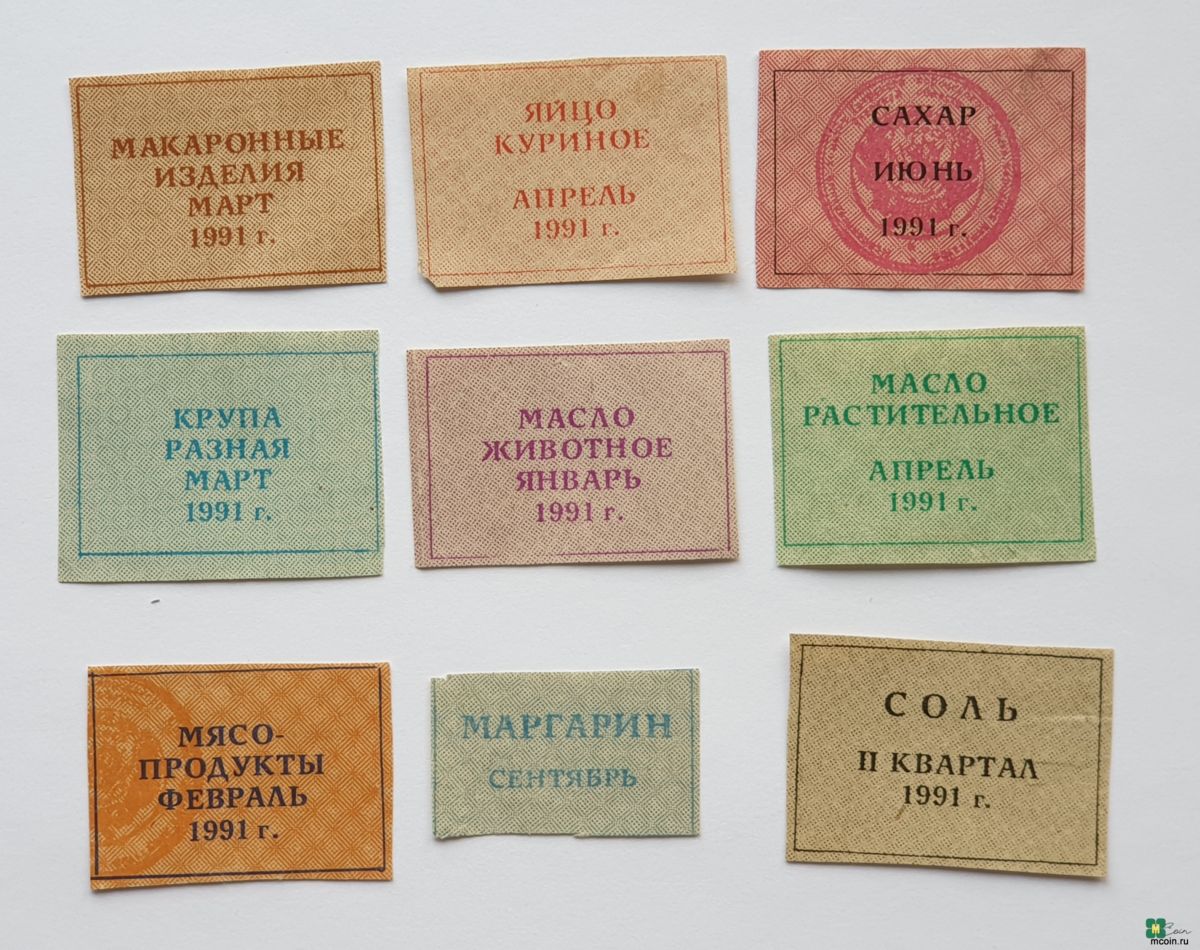 МАКАРОННЫЕ
ИЗДЕЛИЯ
МАРТ
1991 г.
ЯЙЦО
КУРИНОЕ
АПРЕЛЬ
1991 г.
САХАР
ИЮНЬ
1991 г.
КРУПА
РАЗНАЯ
МАРТ
1991 г.
МАСЛО
ЖИВОТНОЕ
ЯНВАРЬ
1991 г.
МАСЛО
РАСТИТЕЛЬНОЕ
АПРЕЛЬ
1991 г.
МЯСО-
ПРОДУКТЫ
ФЕВРАЛЬ
1991 г.
МАРГАРИН
СЕНТЯБРЬ
СОЛЬ
II КВАРТАЛ
1991 г.
M Coin
mcoin.ru